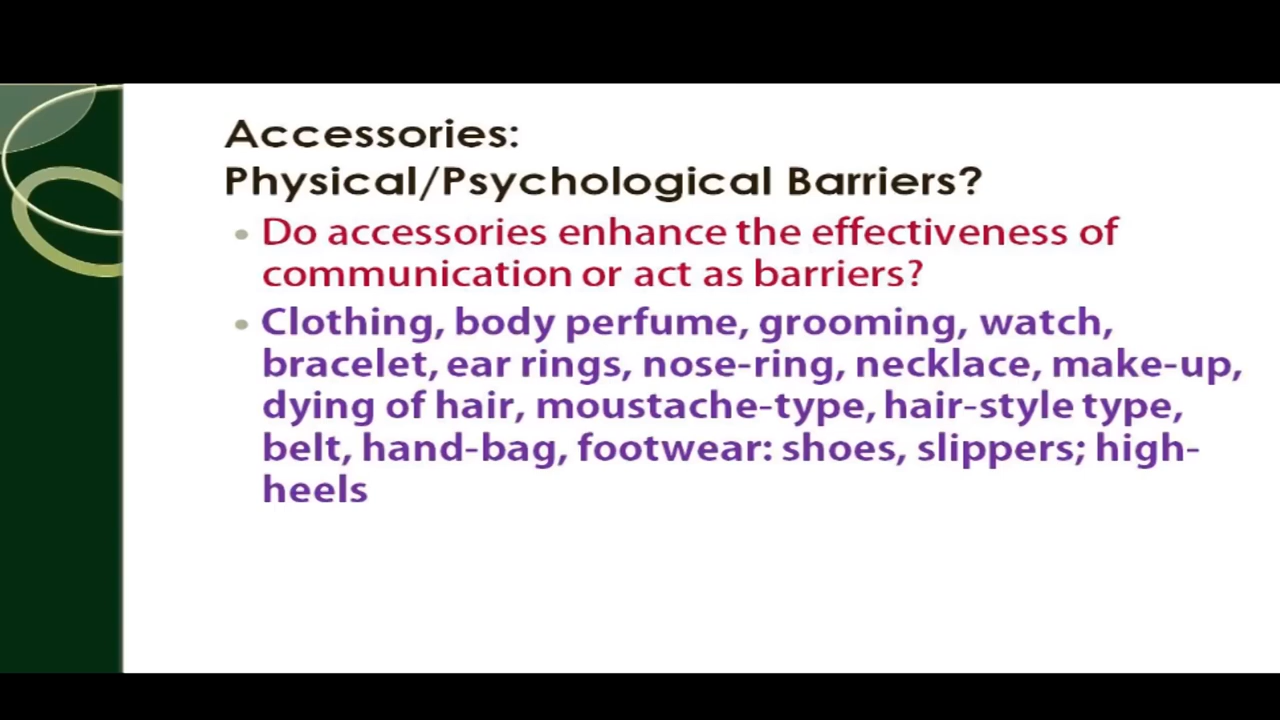 Accessories:
Physical/Psychological Barriers?
• Do accessories enhance the effectiveness of
communication or act as barriers?
• Clothing, body perfume, grooming, watch,
bracelet, ear rings, nose-ring, necklace, make-up,
dying of hair, moustache-type, hair-style type,
belt, hand-bag, footwear: shoes, slippers; high-
heels